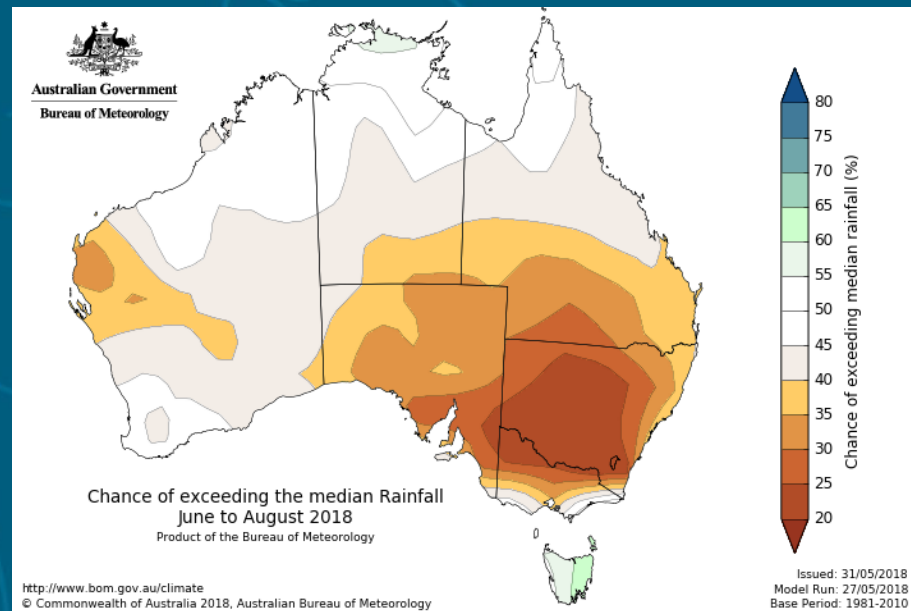 Australian Government
Bureau of Meteorology
80
75
70
65
60
55
50
45
40
35
30
25
20
Chance of exceeding median rainfall (%)
Chance of exceeding the median Rainfall
June to August 2018
Product of the Bureau of Meteorology
http://www.bom.gov.au/climate
© Commonwealth of Australia 2018, Australian Bureau of Meteorology
Issued: 31/05/2018
Model Run: 27/05/2018
Base Period: 1981-2010